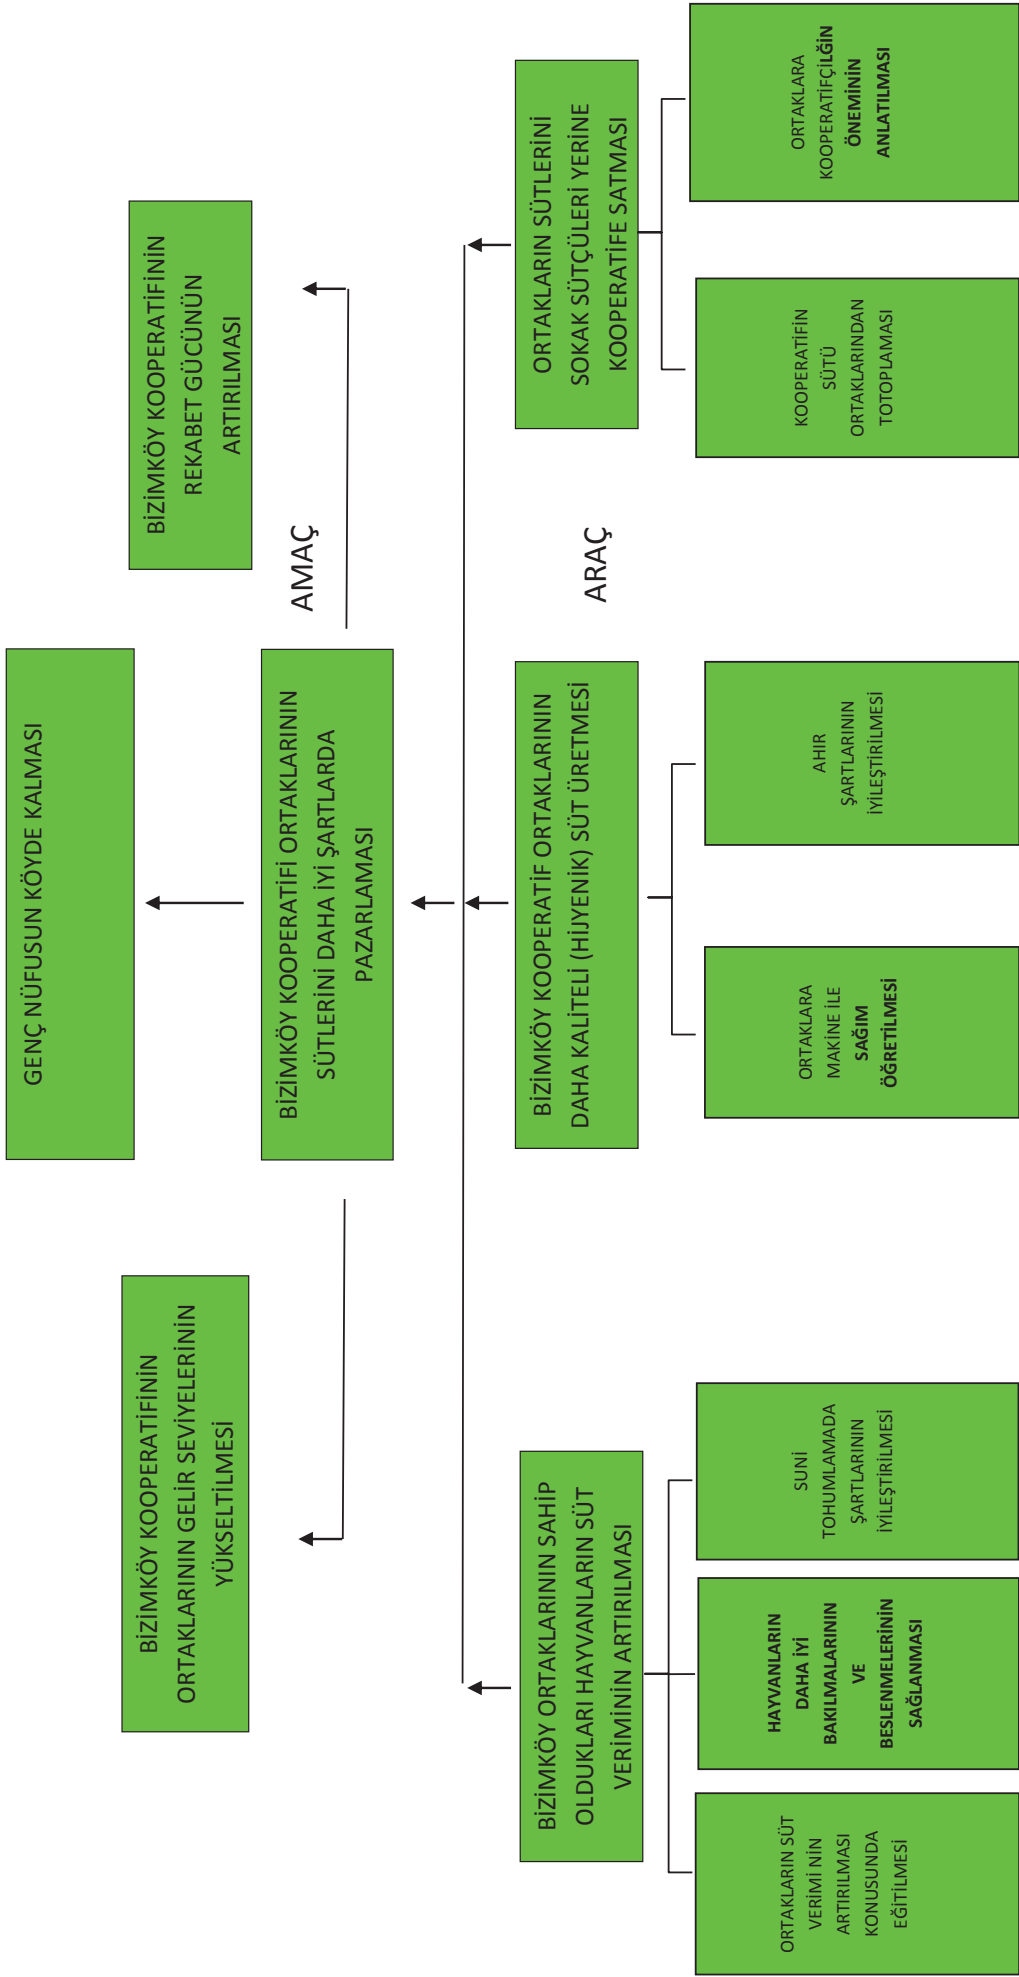 GENÇ NÜFUSUN KÖYDE KALMASI
BİZİMKÖY KOOPERATİFİNİN
ORTAKLARININ GELİR SEVİYELERİNİN
YÜKSELTİLMESİ
BİZİMKÖY KOOPERATİFİNİN
REKABET GÜCÜNÜN
ARTIRILMASI
BİZİMKÖY KOOPERATİFİ ORTAKLARININ
SÜTLERİNİ DAHA İYİ ŞARTLARDA
PAZARLAMASI
AMAÇ
BİZİMKÖY ORTAKLARININ SAHİP
OLDUKLARI HAYVANLARIN SÜT
VERİMİNİN ARTIRILMASI
BİZİMKÖY KOOPERATİF ORTAKLARININ
DAHA KALİTELİ (HİJYENİK) SÜT ÜRETMESİ
ARAÇ
ORTAKLARIN SÜTLERİNİ
SOKAK SÜTÇÜLERİ YERİNE
KOOPERATİFE SATMASI
ORTAKLARIN SÜT
VERİMİ NİN
ARTIRILMASI
KONUSUNDA
EĞİTİLMESİ
HAYVANLARIN
DAHA İYİ
BAKILMALARININ
VE
BESLENMELERİNİN
SAĞLANMASI
SUNİ
TOHUMLAMADA
ŞARTLARININ
İYİLEŞTİRİLMESİ
ORTAKLARA
MAKİNE İLE
SAĞIM
ÖĞRETİLMESİ
AHIR
ŞARTLARININ
İYİLEŞTİRİLMESİ
KOOPERATİFİN
SÜTÜ
ORTAKLARINDAN
TOTOPLAMASI
ORTAKLARA
KOOPERATİFÇİLĞİN
ÖNEMİNİN
ANLATILMASI